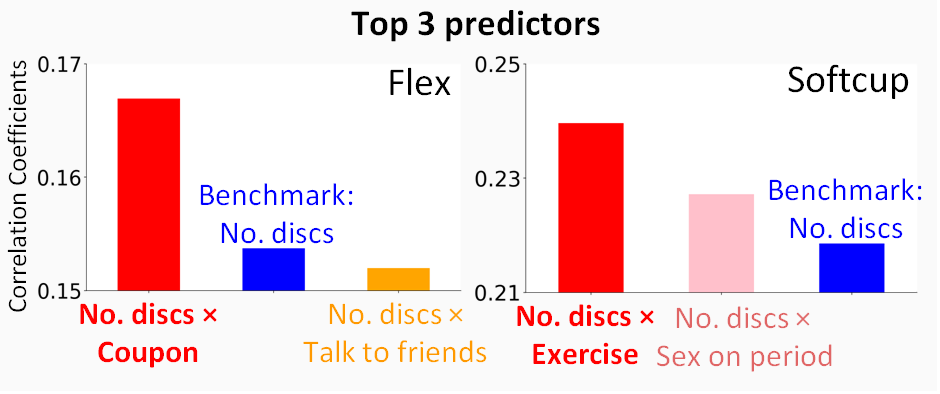 Top 3 predictors
Correlation Coefficients
0.17
0.16
0.15
Flex
Benchmark:
No. discs
No. discs ×
Coupon
No. discs ×
Talk to friends
0.25
0.23
0.21
Softcup
Benchmark:
No. discs
No. discs ×
Exercise
No. discs ×
Sex on period